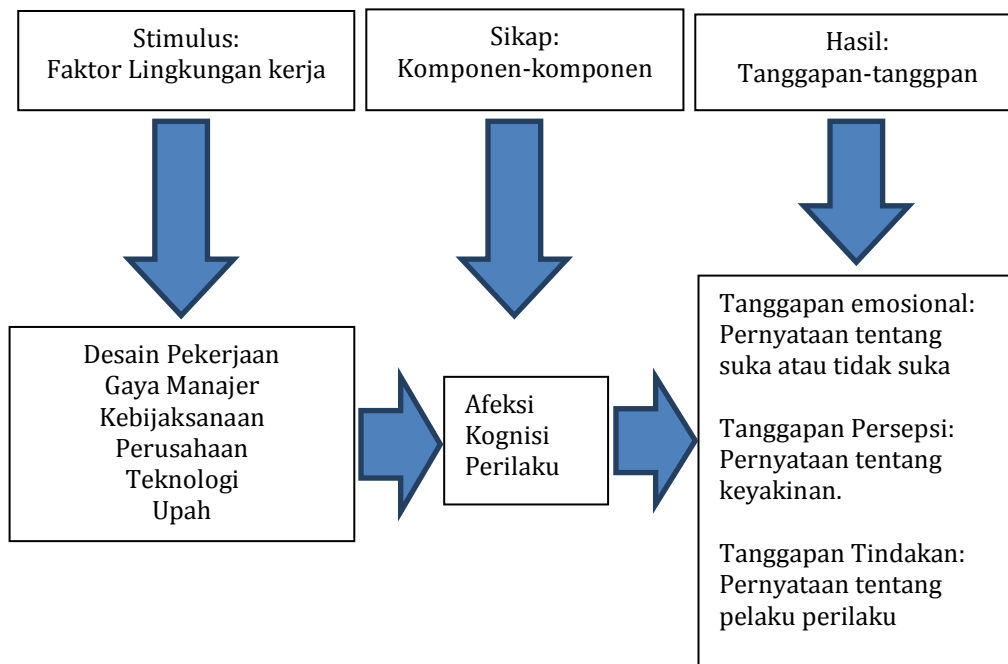 Stimulus:
Faktor Lingkungan kerja
Sikap:
Komponen-komponen
Hasil:
Tanggapan-tanggpan
Desain Pekerjaan
Gaya Manajer
Kebijaksanaan
Perusahaan
Teknologi
Upah
Afeksi
Kognisi
Perilaku
Tanggapan emosional:
Pernyataan tentang
suka atau tidak suka
Tanggapan Persepsi:
Pernyataan tentang
keyakinan.
Tanggapan Tindakan:
Pernyataan tentang
pelaku perilaku